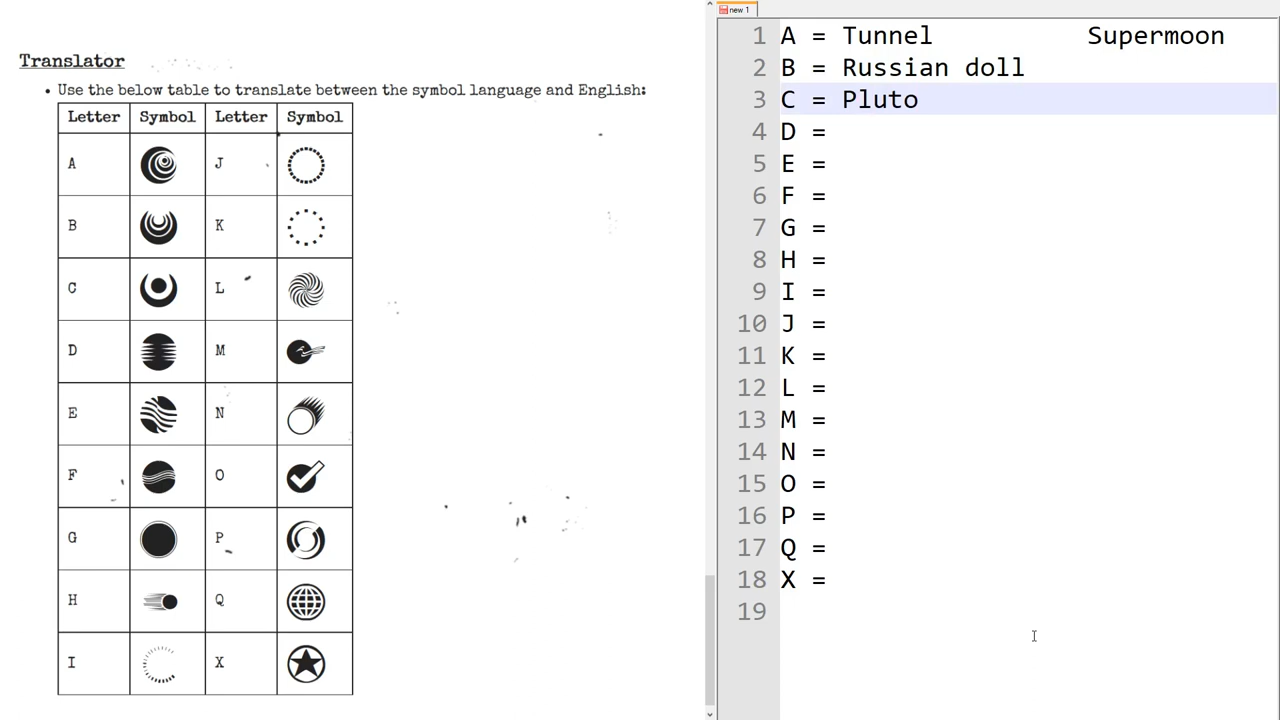 Translator
• Use the below table to translate between the symbol language and English:
Letter Symbol Letter Symbol
A J
B K
C L
D M
E N
F O
G P
H Q
I X
new 1
1 A = Tunnel Supermoon
2 B = Russian doll
3 C = Pluto
4 D =
5 E =
6 F =
7 G =
8 H =
9 I =
10 J =
11 K =
12 L =
13 M =
14 N =
15 O =
16 P =
17 Q =
18 X =
19